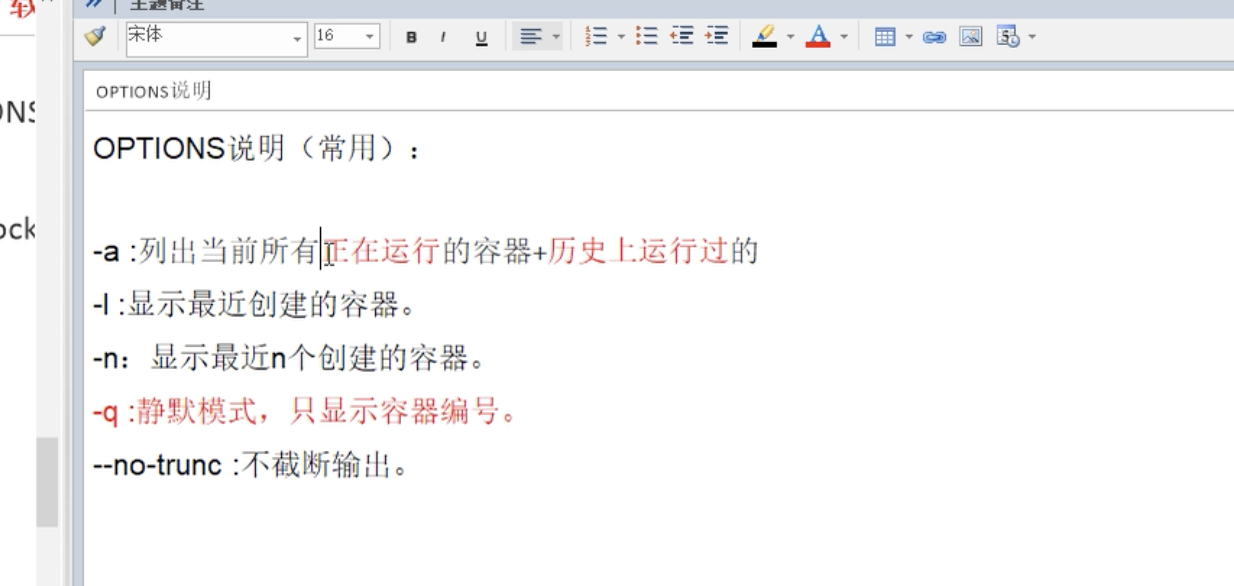 软
主题备注
宋体
16
B
I
U
OPTIONS说明
OPTIONS说明（常用）：
-a :列出当前所有正在运行的容器+历史上运行过的
-l :显示最近创建的容器。
-n：显示最近n个创建的容器。
-q :静默模式，只显示容器编号。
--no-trunc :不截断输出。
ock